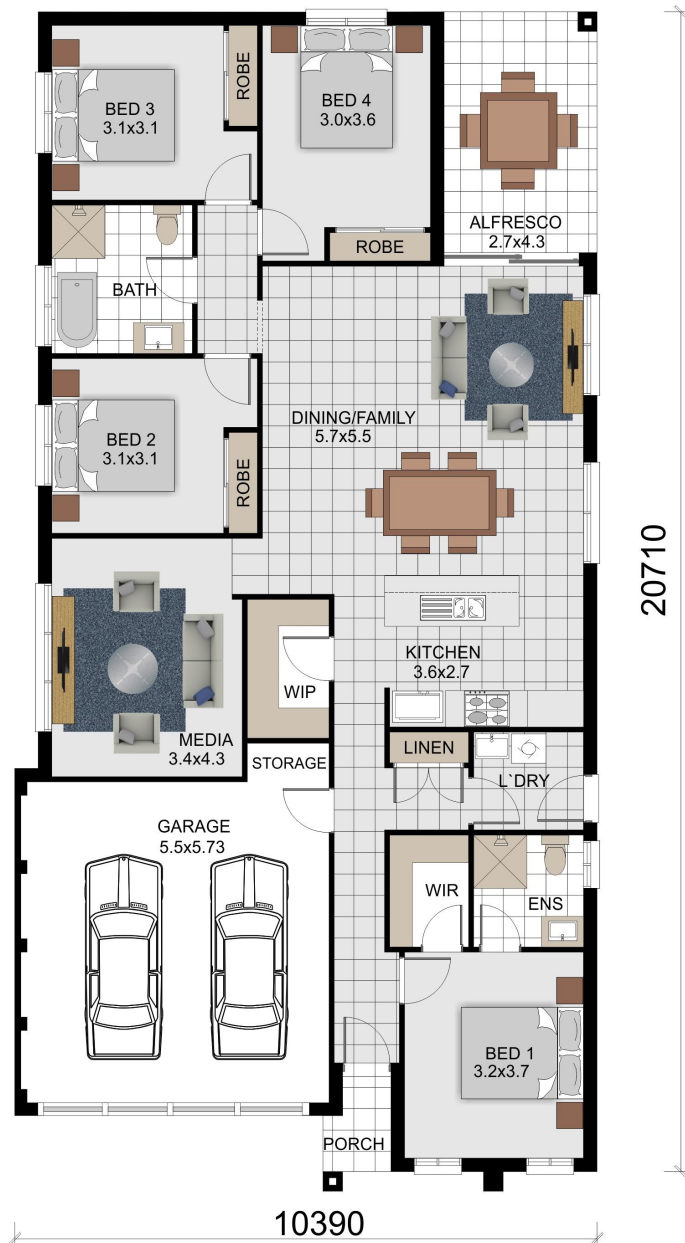 BED 3
3.1x3.1
ROBE
BED 4
3.0x3.6
ROBE
ALFRESCO
2.7x4.3
BATH
DINING/FAMILY
5.7x5.5
BED 2
3.1x3.1
ROBE
20710
KITCHEN
3.6x2.7
WIP
MEDIA
3.4x4.3
STORAGE
LINEN
L`DRY
GARAGE
5.5x5.73
WIR
ENS
BED 1
3.2x3.7
PORCH
10390